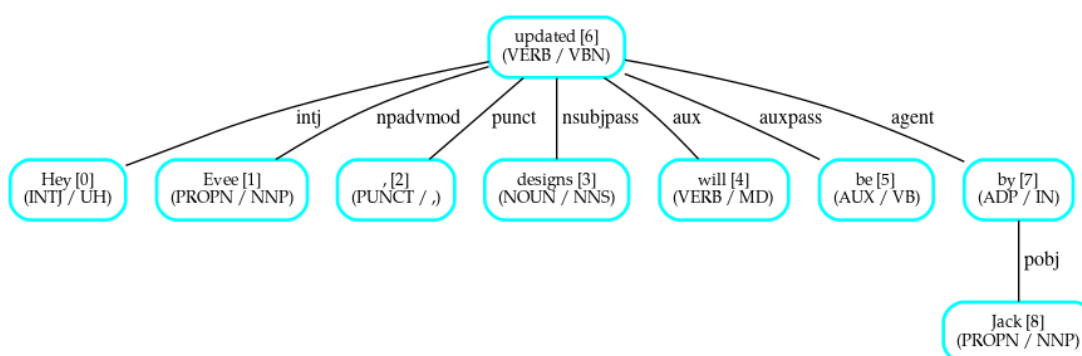 updated [6]
(VERB / VBN)
intj npadvmod punct nsubjpass aux auxpass agent
Hey [0] Evee [1] , [2] designs [3] will [4] be [5] by [7]
(INTJ / UH) (PROPN / NNP) (PUNCT / ,) (NOUN / NNS) (VERB / MD) (AUX / VB) (ADP / IN)
pobj
Jack [8]
(PROPN / NNP)